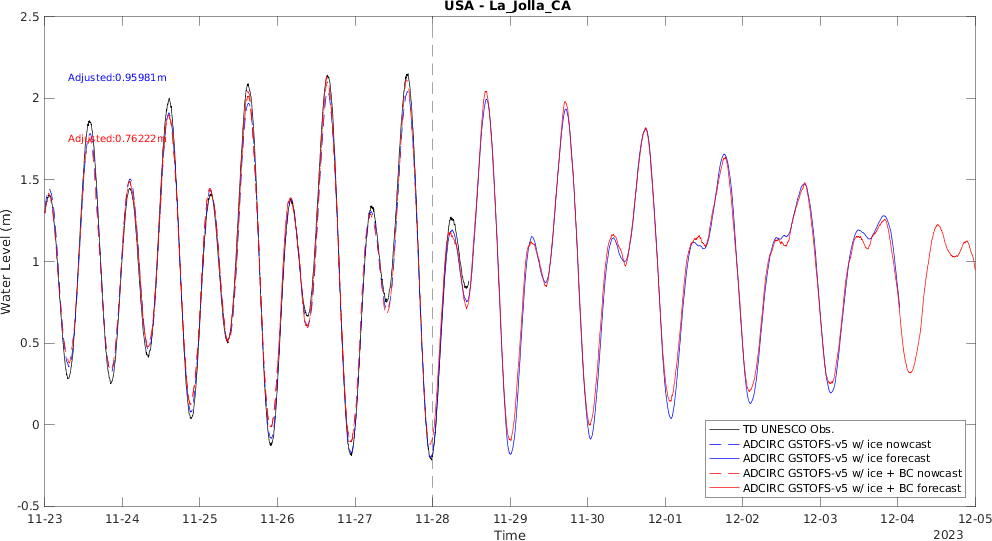 USA - La_Jolla_CA
Adjusted:0.95981m
Adjusted:0.76222m
Water Level (m)
2.5
2
1.5
1
0.5
0
-0.5
11-23
11-24
11-25
11-26
11-27
11-28
11-29
11-30
12-01
12-02
12-03
12-04
12-05
Time
2023
TD UNESCO Obs.
ADCIRC GSTOFS-v5 w/ ice nowcast
ADCIRC GSTOFS-v5 w/ ice forecast
ADCIRC GSTOFS-v5 w/ ice + BC nowcast
ADCIRC GSTOFS-v5 w/ ice + BC forecast